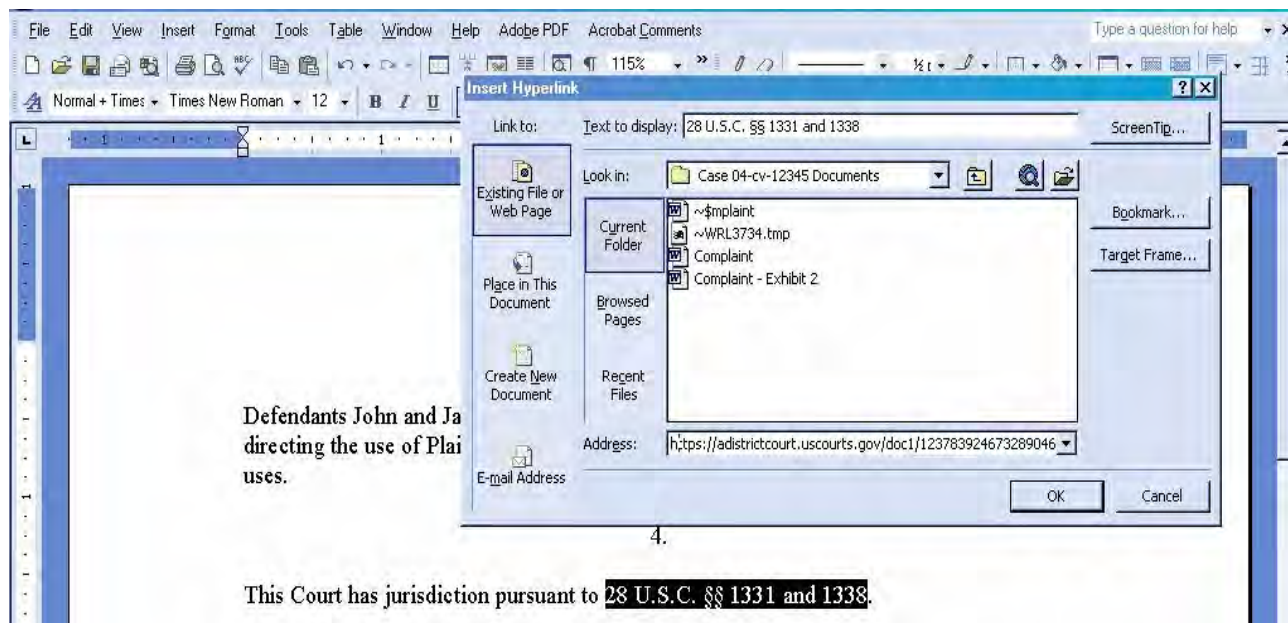 File Edit View Insert Format Tools Table Window Help Adobe PDF Acrobat Comments Type a question for help
115%
Normal + Times Times New Roman 12 B I U
Insert Hyperlink
Link to: Text to display: 28 U.S.C. §§ 1331 and 1338 ScreenTip...
Existing File or Web Page
Look in: Case 04-cv-12345 Documents
Current Folder
~$mplaint
~WRL3734.tmp
Complaint
Complaint - Exhibit 2
Bookmark...
Target Frame...
Place in This Document
Browsed Pages
Create New Document
Recent Files
E-mail Address
Address: https://adistrictcourt.uscourts.gov/doc1/123783924673289046
OK Cancel
Defendants John and Ja
directing the use of Plai
uses.
4.
This Court has jurisdiction pursuant to 28 U.S.C. §§ 1331 and 1338.